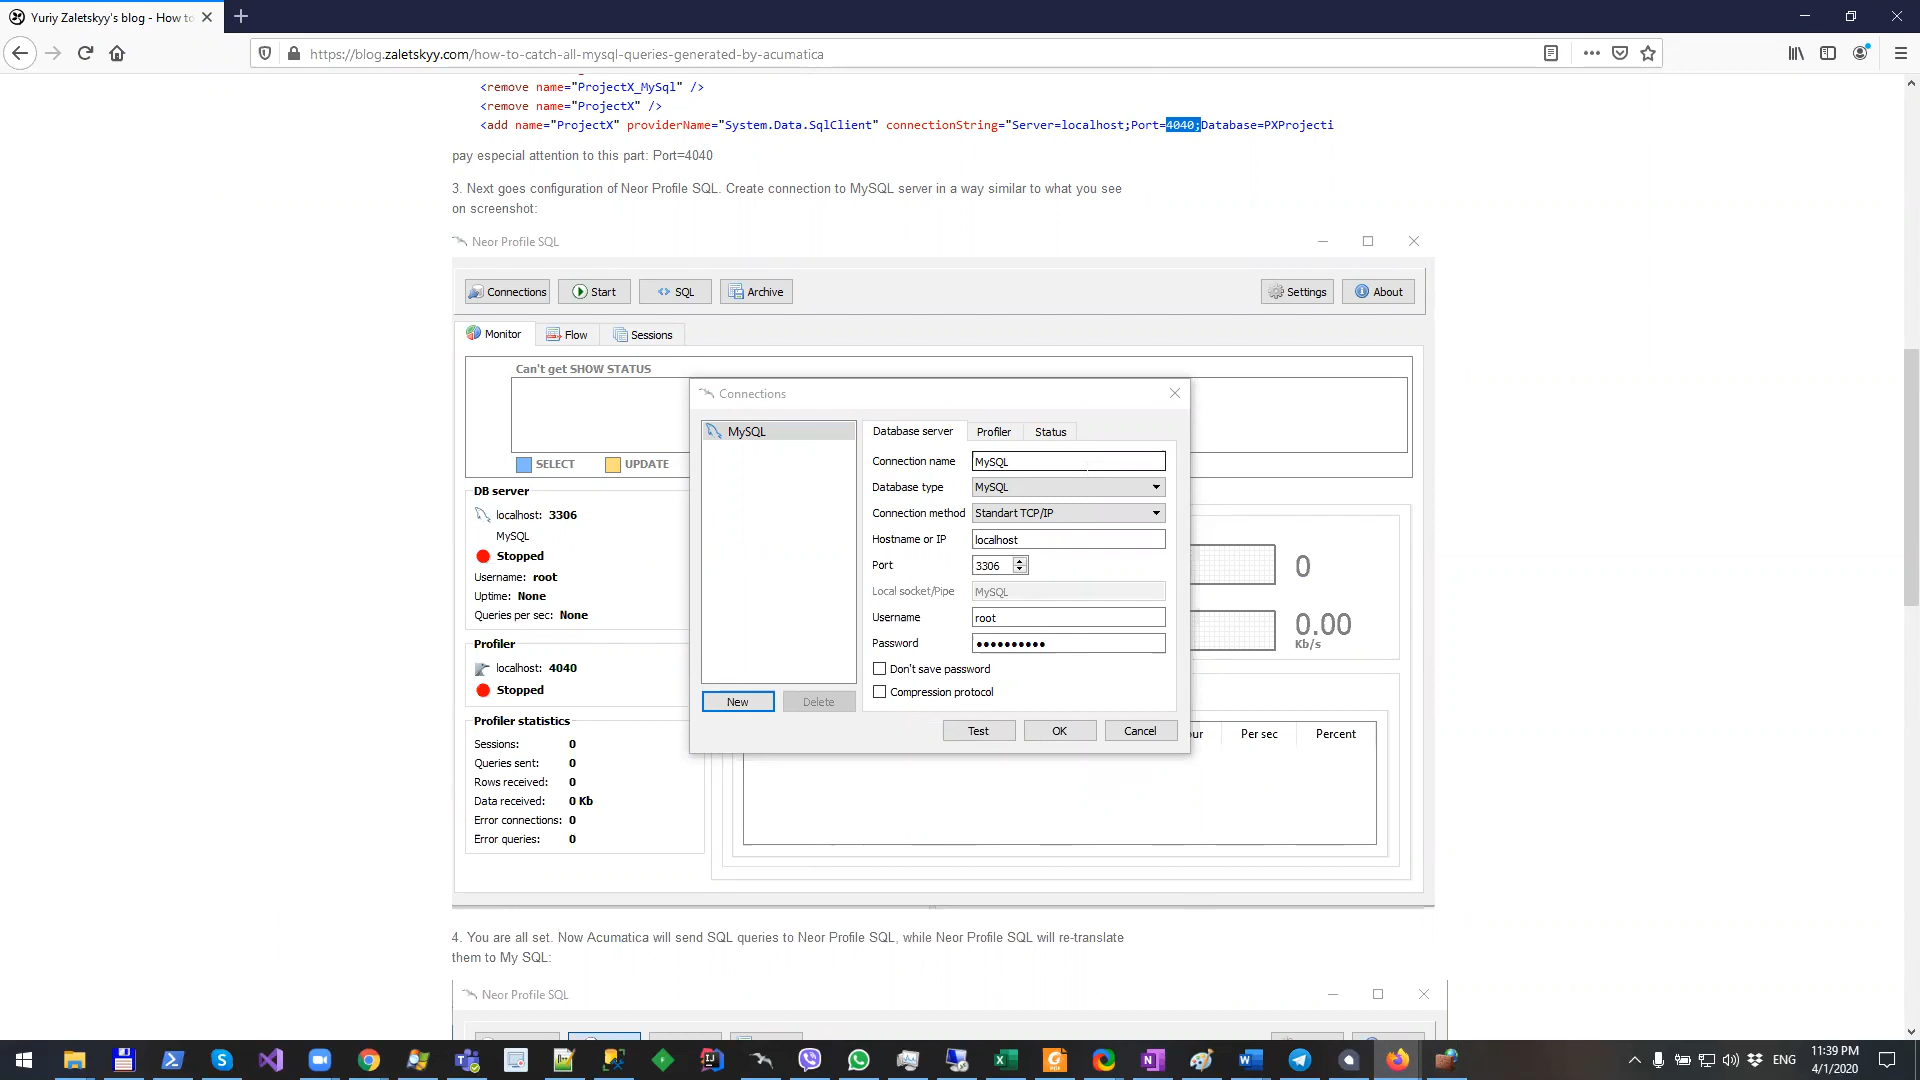 Yuriy Zaletskyy's blog - How to
https://blog.zaletskyy.com/how-to-catch-all-mysql-queries-generated-by-acumatica
<remove name="ProjectX_MySql" />
<remove name="ProjectX" />
<add name="ProjectX" providerName="System.Data.SqlClient" connectionString="Server=localhost;Port=4040;Database=PXProjecti
pay especial attention to this part: Port=4040
3. Next goes configuration of Neor Profile SQL. Create connection to MySQL server in a way similar to what you see
on screenshot:
Neor Profile SQL
Connections Start SQL Archive Settings About
Monitor Flow Sessions
Can't get SHOW STATUS
SELECT UPDATE
DB server
localhost: 3306
MySQL
Stopped
Username: root
Uptime: None
Queries per sec: None
Profiler
localhost: 4040
Stopped
Profiler statistics
Sessions: 0
Queries sent: 0
Rows received: 0
Data received: 0 Kb
Error connections: 0
Error queries: 0
Connections
MySQL
Database server Profiler Status
Connection name MySQL
Database type MySQL
Connection method Standart TCP/IP
Hostname or IP localhost
Port 3306
Local socket/Pipe MySQL
Username root
Password ●●●●●●●●●●
Don't save password
Compression protocol
New Delete
Test OK Cancel
0
0.00
Kb/s
our Per sec Percent
4. You are all set. Now Acumatica will send SQL queries to Neor Profile SQL, while Neor Profile SQL will re-translate
them to My SQL:
Neor Profile SQL
ENG
11:39 PM
4/1/2020